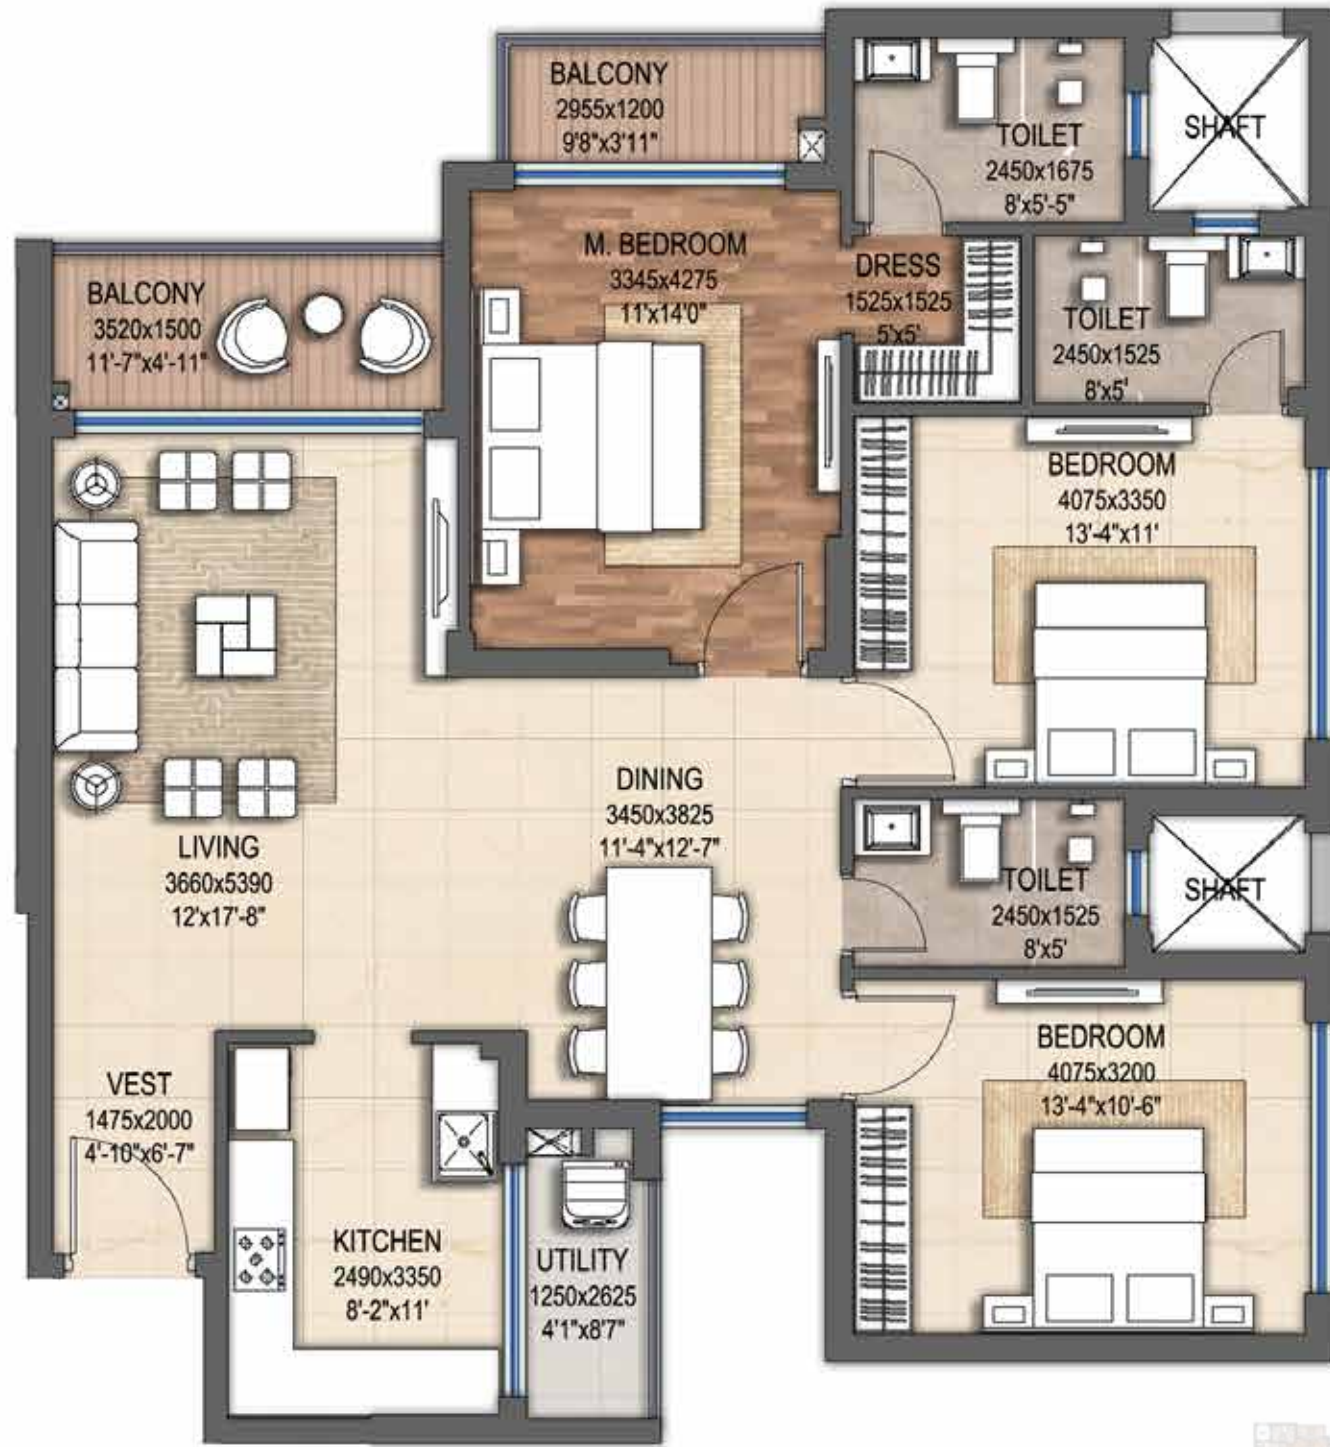 BALCONY
2955x1200
9'8"x3'11"
TOILET
2450x1675
8'x5'-5"
SHAFT
M. BEDROOM
3345x4275
11'x14'0"
DRESS
1525x1525
5'x5'
BALCONY
3520x1500
11'-7"x4'-11"
TOILET
2450x1525
8'x5'
BEDROOM
4075x3350
13'-4"x11'
DINING
3450x3825
11'-4"x12'-7"
LIVING
3660x5390
12'x17'-8"
TOILET
2450x1525
8'x5'
SHAFT
BEDROOM
4075x3200
13'-4"x10'-6"
VEST
1475x2000
4'-10"x6'-7"
KITCHEN
2490x3350
8'-2"x11'
UTILITY
1250x2625
4'1"x8'7"